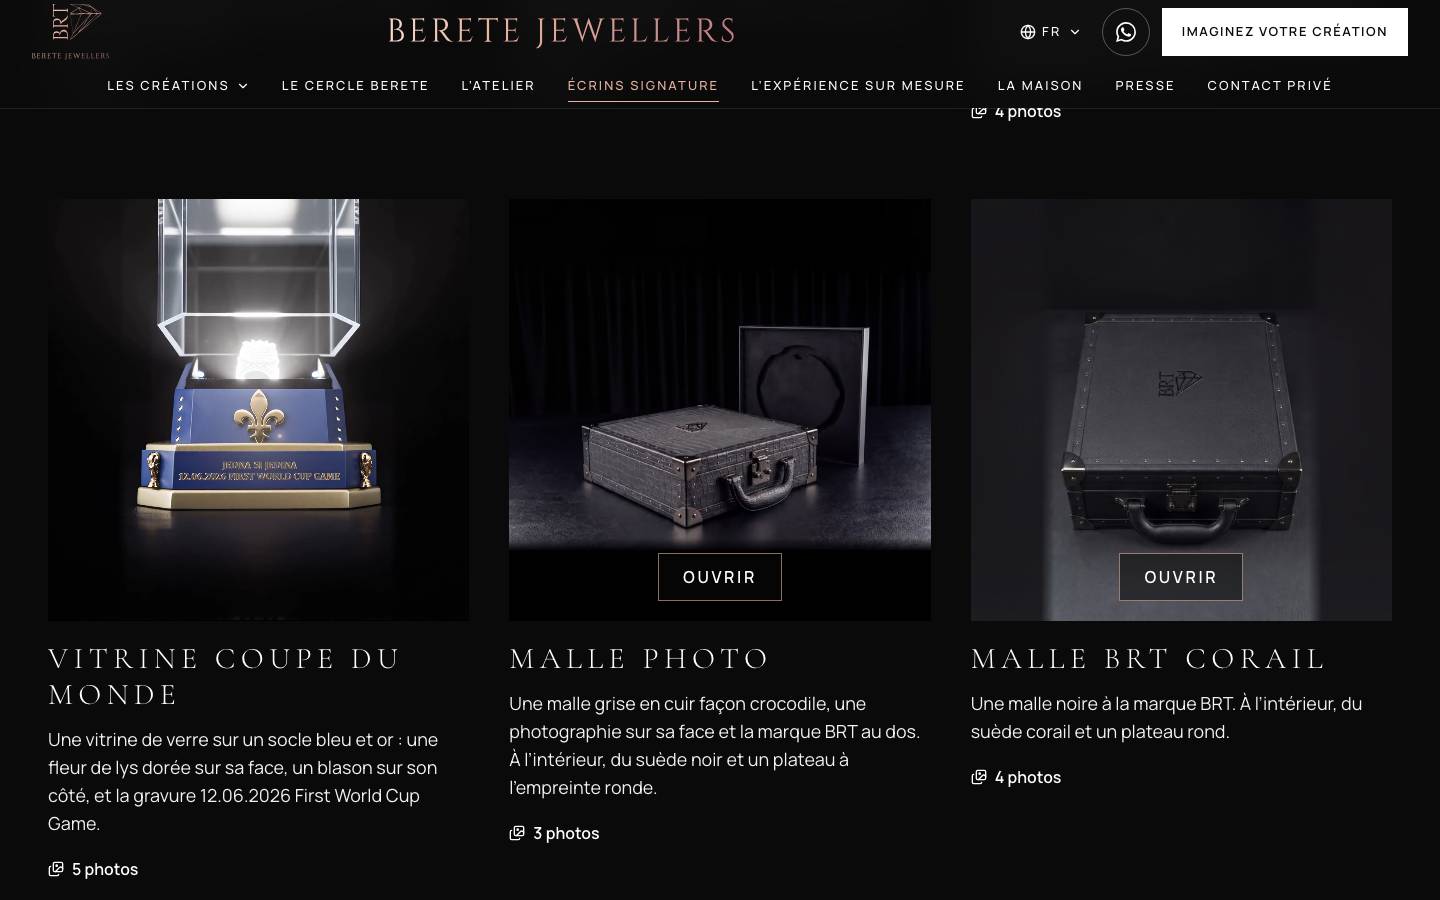 BRT
BERETE JEWELLERS
BERETE JEWELLERS
FR
IMAGINEZ VOTRE CRÉATION
LES CRÉATIONS
LE CERCLE BERETE
L'ATELIER
ÉCRINS SIGNATURE
L'EXPÉRIENCE SUR MESURE
LA MAISON
PRESSE
CONTACT PRIVÉ
4 photos
JEDNA SI JEDINA
12.06.2026 FIRST WORLD CUP GAME
BRT
OUVRIR
OUVRIR
VITRINE COUPE DU
MONDE
Une vitrine de verre sur un socle bleu et or : une
fleur de lys dorée sur sa face, un blason sur son
côté, et la gravure 12.06.2026 First World Cup
Game.
5 photos
MALLE PHOTO
Une malle grise en cuir façon crocodile, une
photographie sur sa face et la marque BRT au dos.
À l’intérieur, du suède noir et un plateau à
l’empreinte ronde.
3 photos
MALLE BRT CORAIL
Une malle noire à la marque BRT. À l’intérieur, du
suède corail et un plateau rond.
4 photos